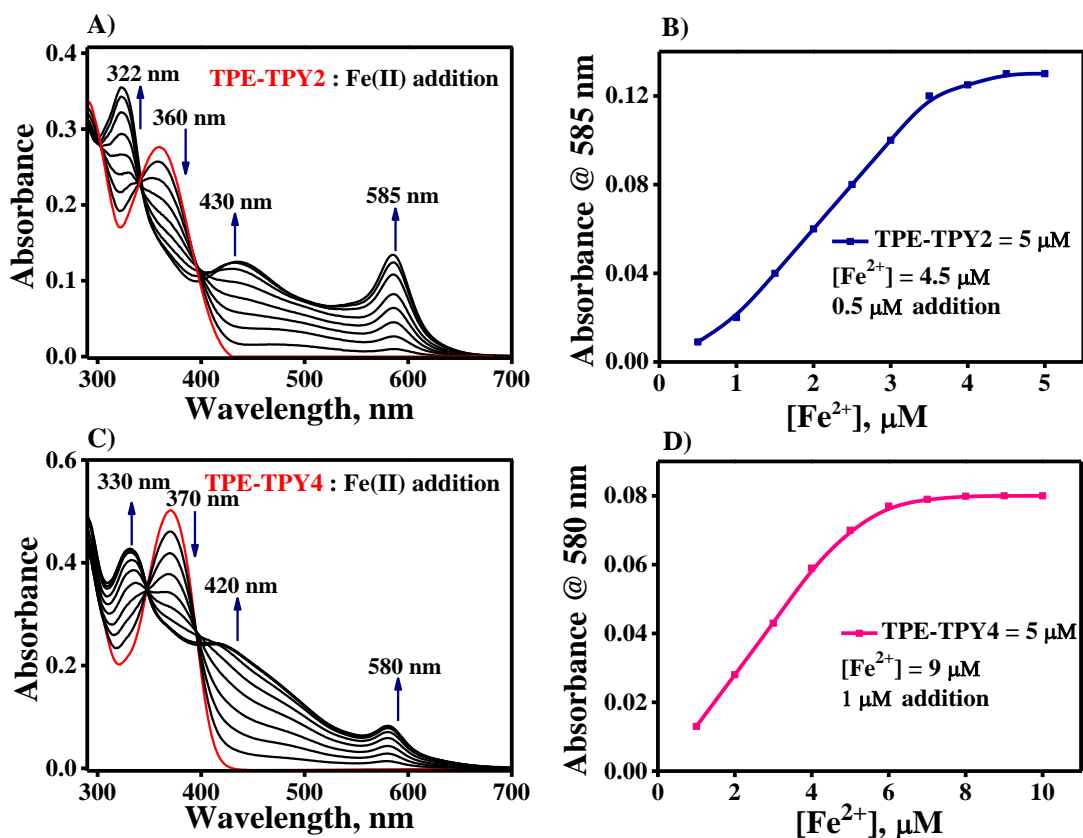 A)
TPE-TPY2 : Fe(II) addition
322 nm
360 nm
430 nm
585 nm
Absorbance
0.4
0.3
0.2
0.1
0.0
300 400 500 600 700
Wavelength, nm
B)
Absorbance @ 585 nm
0.12
0.08
0.04
0.00
TPE-TPY2 = 5 μM
[Fe²⁺] = 4.5 μM
0.5 μM addition
0 1 2 3 4 5
[Fe²⁺], μM
C)
TPE-TPY4 : Fe(II) addition
330 nm
370 nm
420 nm
580 nm
Absorbance
0.6
0.4
0.2
0.0
300 400 500 600 700
Wavelength, nm
D)
Absorbance @ 580 nm
0.08
0.06
0.04
0.02
0.00
TPE-TPY4 = 5 μM
[Fe²⁺] = 9 μM
1 μM addition
0 2 4 6 8 10
[Fe²⁺], μM